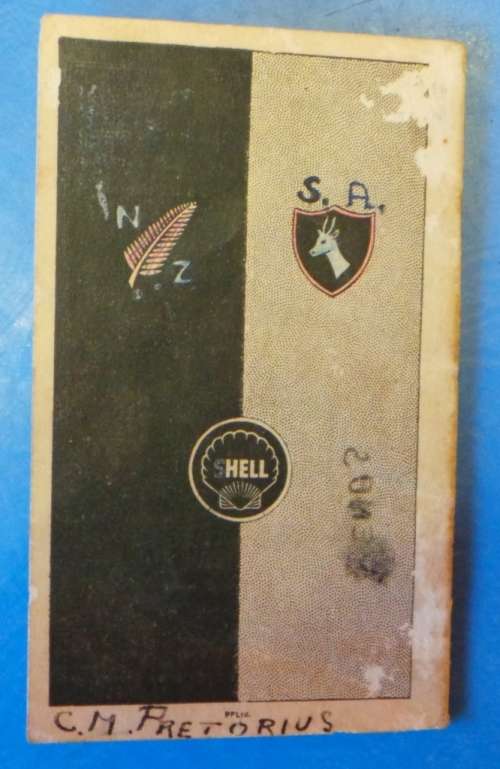 S. A.
N
Z
SHELL
C. M. PRETORIUS